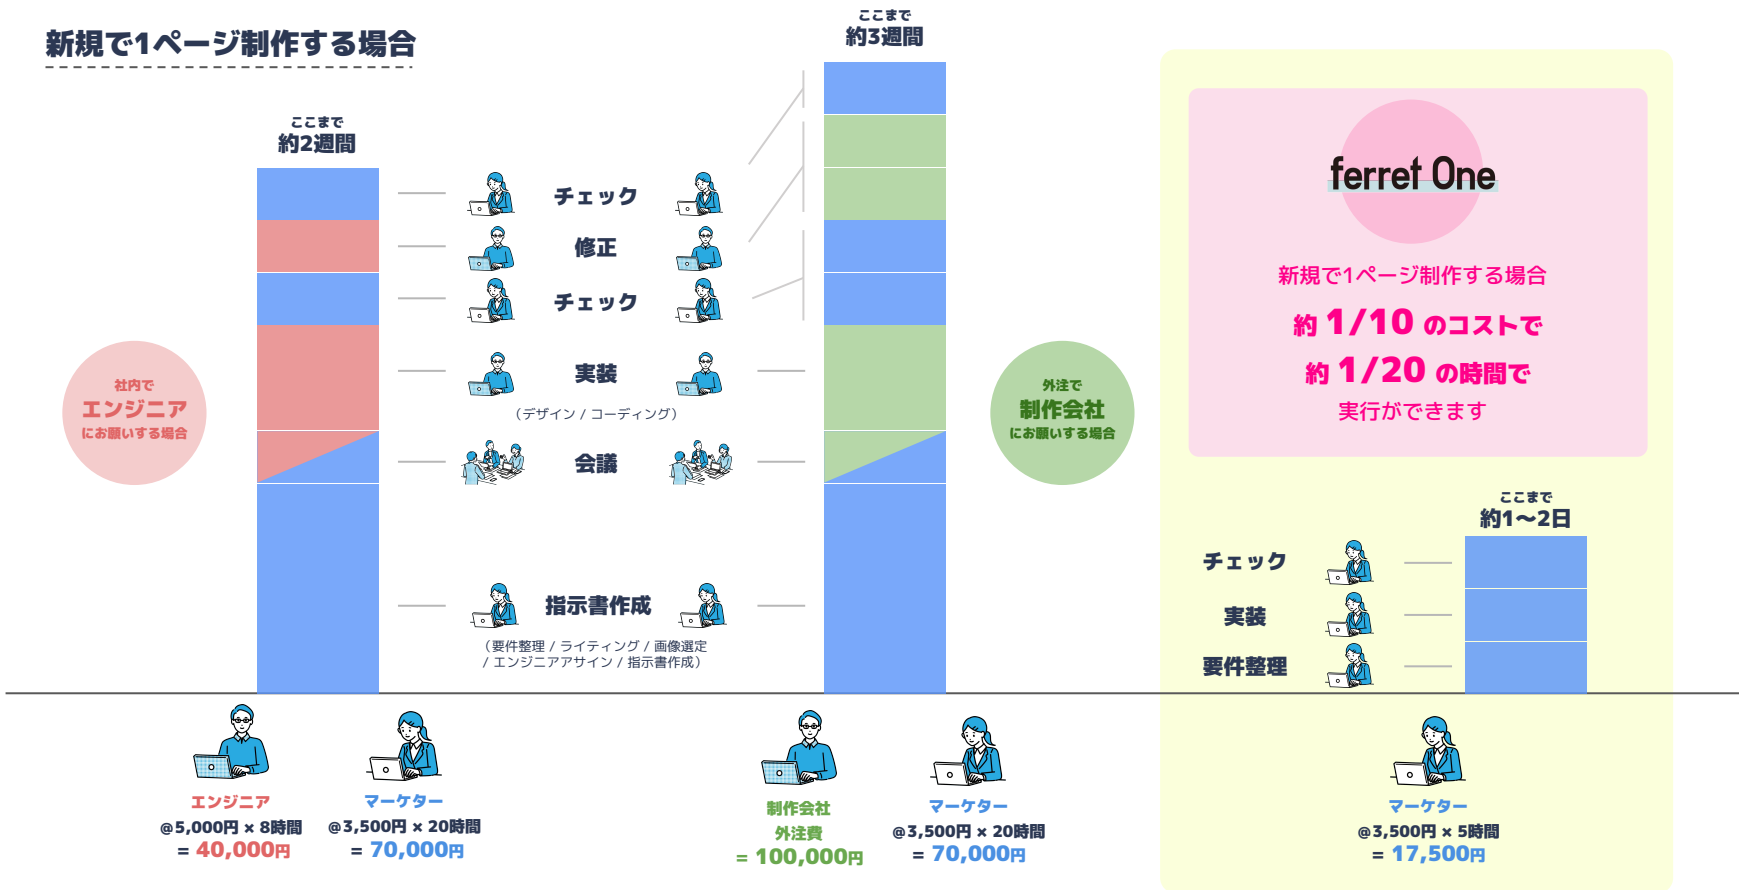 新規で1ページ制作する場合
ここまで
約2週間
ここまで
約3週間
チェック
修正
チェック
実装
（デザイン / コーディング）
会議
指示書作成
（要件整理 / ライティング / 画像選定
/ エンジニアアサイン / 指示書作成）
社内で
エンジニア
にお願いする場合
外注で
制作会社
にお願いする場合
エンジニア
@5,000円 × 8時間
= 40,000円
マーケター
@3,500円 × 20時間
= 70,000円
制作会社
外注費
= 100,000円
マーケター
@3,500円 × 20時間
= 70,000円
ferret One
新規で1ページ制作する場合
約 1/10 のコストで
約 1/20 の時間で
実行ができます
ここまで
約1〜2日
チェック
実装
要件整理
マーケター
@3,500円 × 5時間
= 17,500円